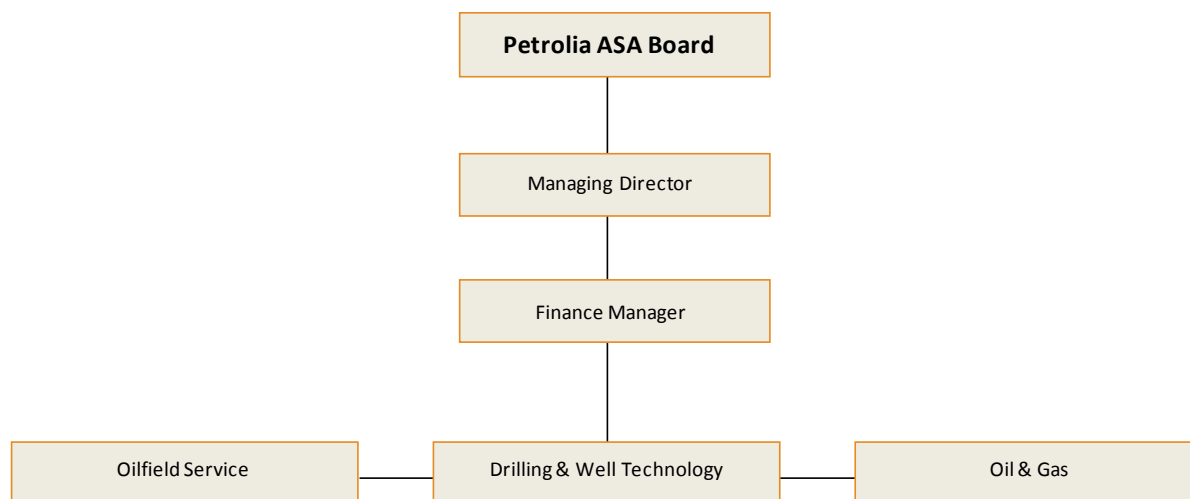 Petrolia ASA Board
Managing Director
Finance Manager
Oilfield Service
Drilling & Well Technology
Oil & Gas